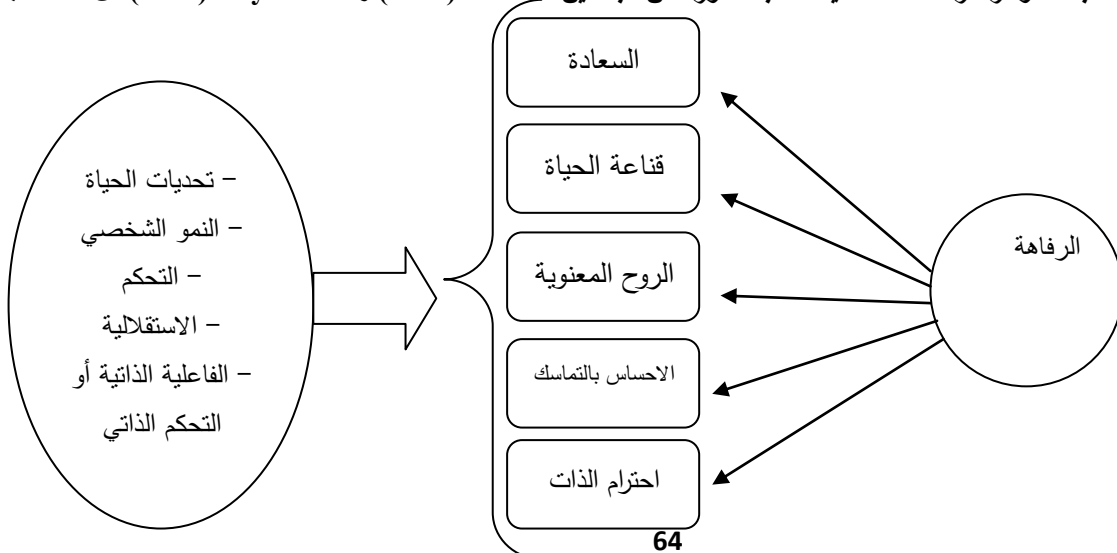 السعادة
قناعة الحياة
الروح المعنوية
الاحساس بالتماسك
احترام الذات
الرفاهة
– تحديات الحياة
– النمو الشخصي
– التحكم
– الاستقلالية
– الفاعلية الذاتية أو
التحكم الذاتي
64